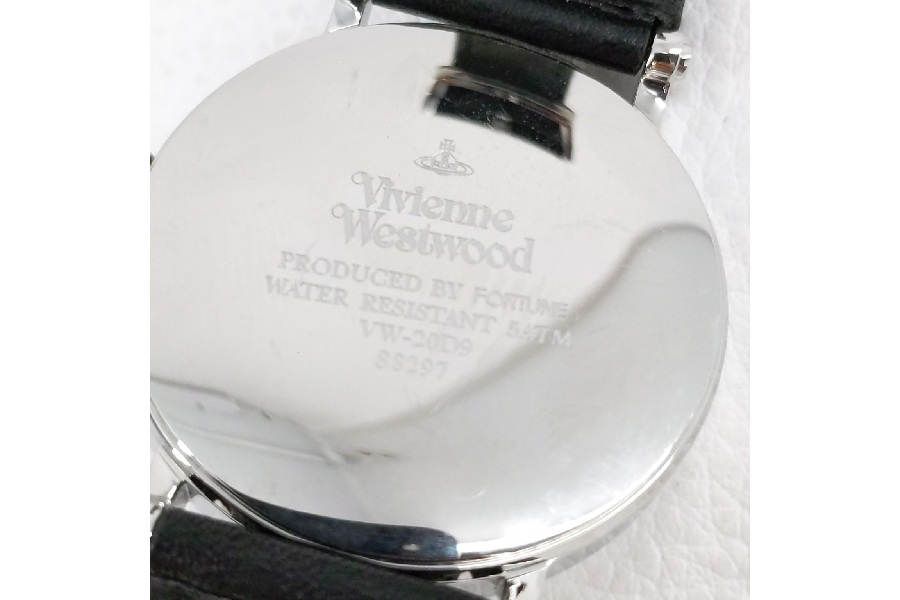 Vivienne
Westwood
PRODUCED BY FORTUNE
WATER RESISTANT 5ATM
VW-20D9
88297